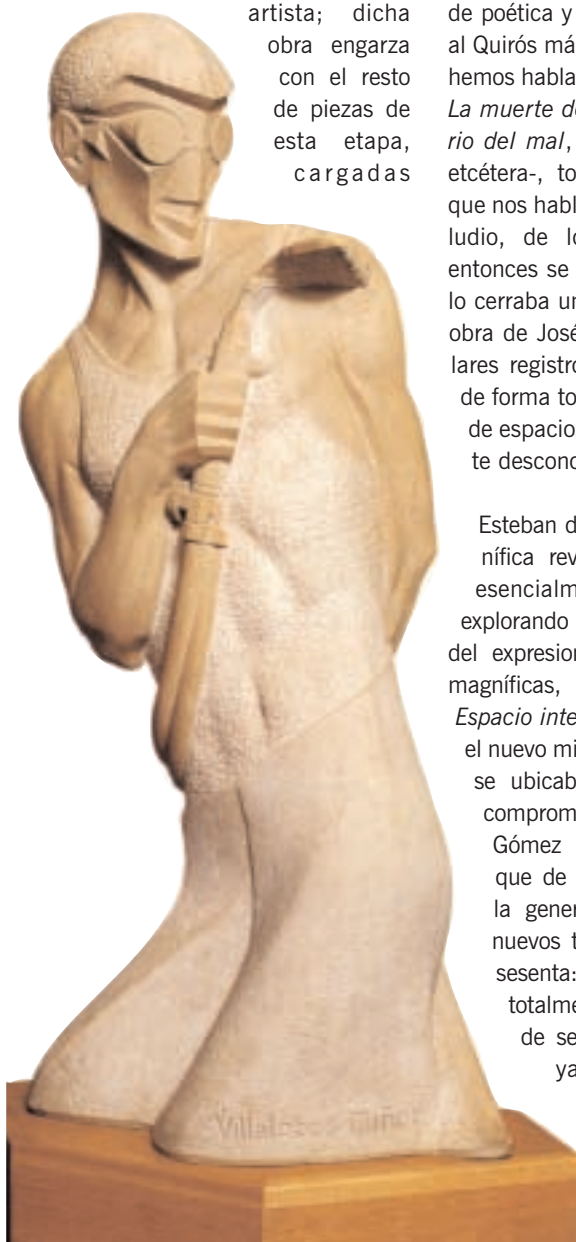 artista; dicha
obra engarza
con el resto
de piezas de
esta etapa,
cargadas
de poética y
al Quirós má
hemos habla
La muerte de
rio del mal,
etcétera-, to
que nos habl
ludio, de lo
entonces se
lo cerraba un
obra de José
lares registro
de forma to
de espacio
te descono
Esteban d
nífica rev
esencialm
explorando
del expresion
magníficas,
Espacio inte
el nuevo mi
se ubicab
comprom
Gómez
que de
la gener
nuevos t
sesenta:
totalme
de se
ya
Villalobos